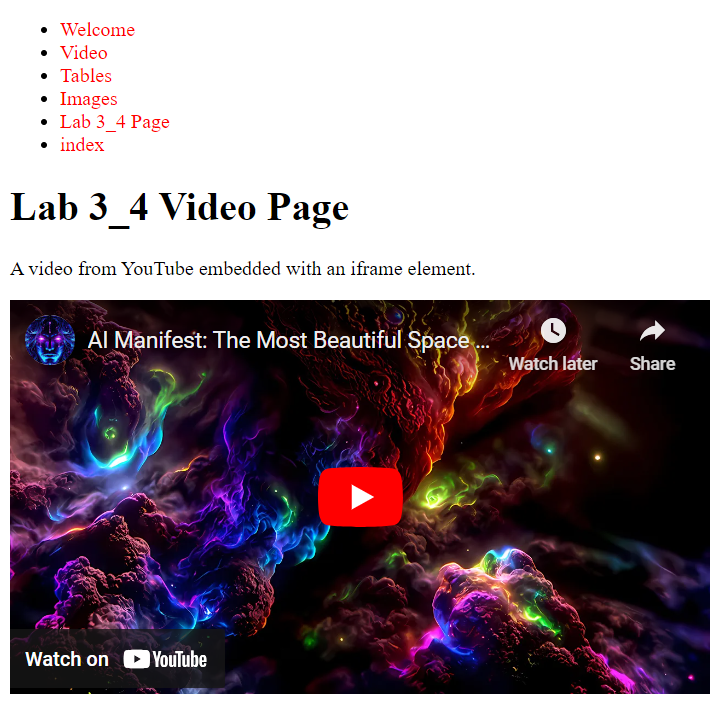 Welcome
Video
Tables
Images
Lab 3_4 Page
index
Lab 3_4 Video Page
A video from YouTube embedded with an iframe element.
AI Manifest: The Most Beautiful Space ...
Watch later
Share
Watch on YouTube